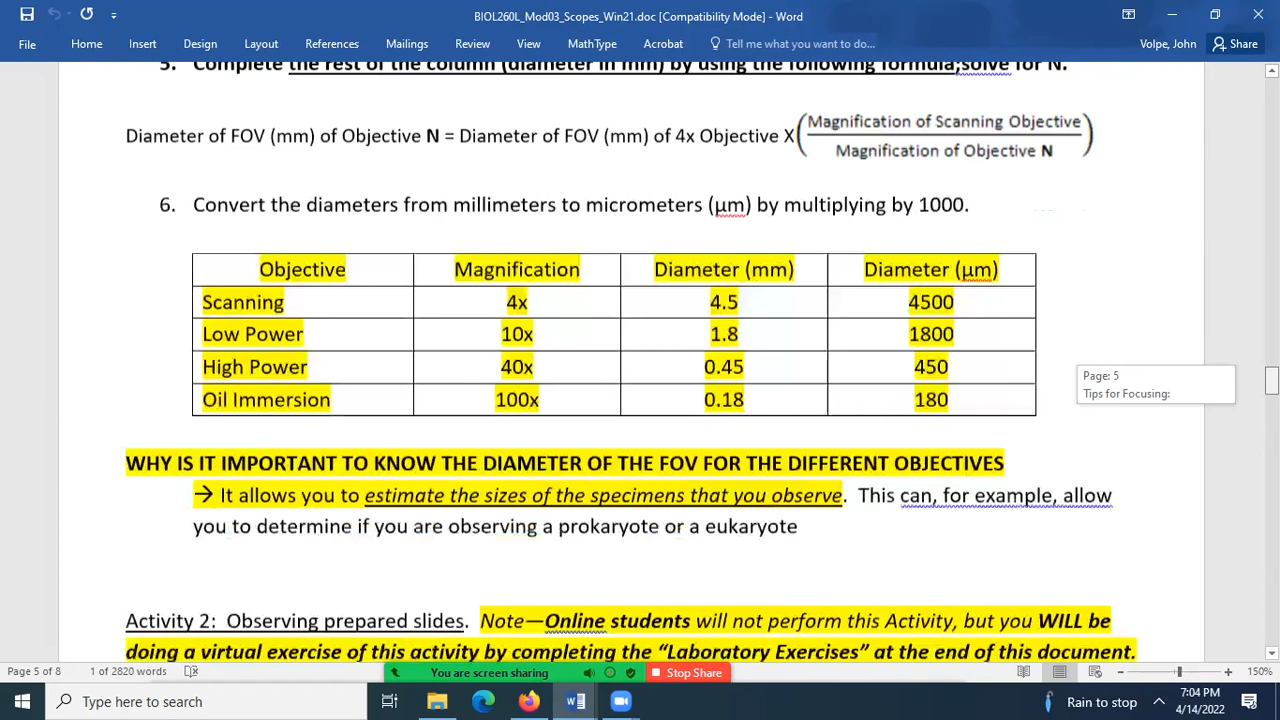 BIOL260L_Mod03_Scopes_Win21.doc [Compatibility Mode] - Word
File Home Insert Design Layout References Mailings Review View MathType Acrobat Tell me what you want to do... Volpe, John Share
5. Complete the rest of the column (diameter in mm) by using the following formula;solve for N.
Diameter of FOV (mm) of Objective N = Diameter of FOV (mm) of 4x Objective X(Magnification of Scanning Objective
Magnification of Objective N)
6. Convert the diameters from millimeters to micrometers (µm) by multiplying by 1000.
Objective Magnification Diameter (mm) Diameter (µm)
Scanning 4x 4.5 4500
Low Power 10x 1.8 1800
High Power 40x 0.45 450
Oil Immersion 100x 0.18 180
Page: 5
Tips for Focusing:
WHY IS IT IMPORTANT TO KNOW THE DIAMETER OF THE FOV FOR THE DIFFERENT OBJECTIVES
→ It allows you to estimate the sizes of the specimens that you observe. This can, for example, allow
you to determine if you are observing a prokaryote or a eukaryote
Activity 2: Observing prepared slides. Note—Online students will not perform this Activity, but you WILL be
doing a virtual exercise of this activity by completing the “Laboratory Exercises” at the end of this document.
Page 5 of 8 1 of 2820 words You are screen sharing Stop Share 150%
Type here to search Rain to stop 7:04 PM
4/14/2022